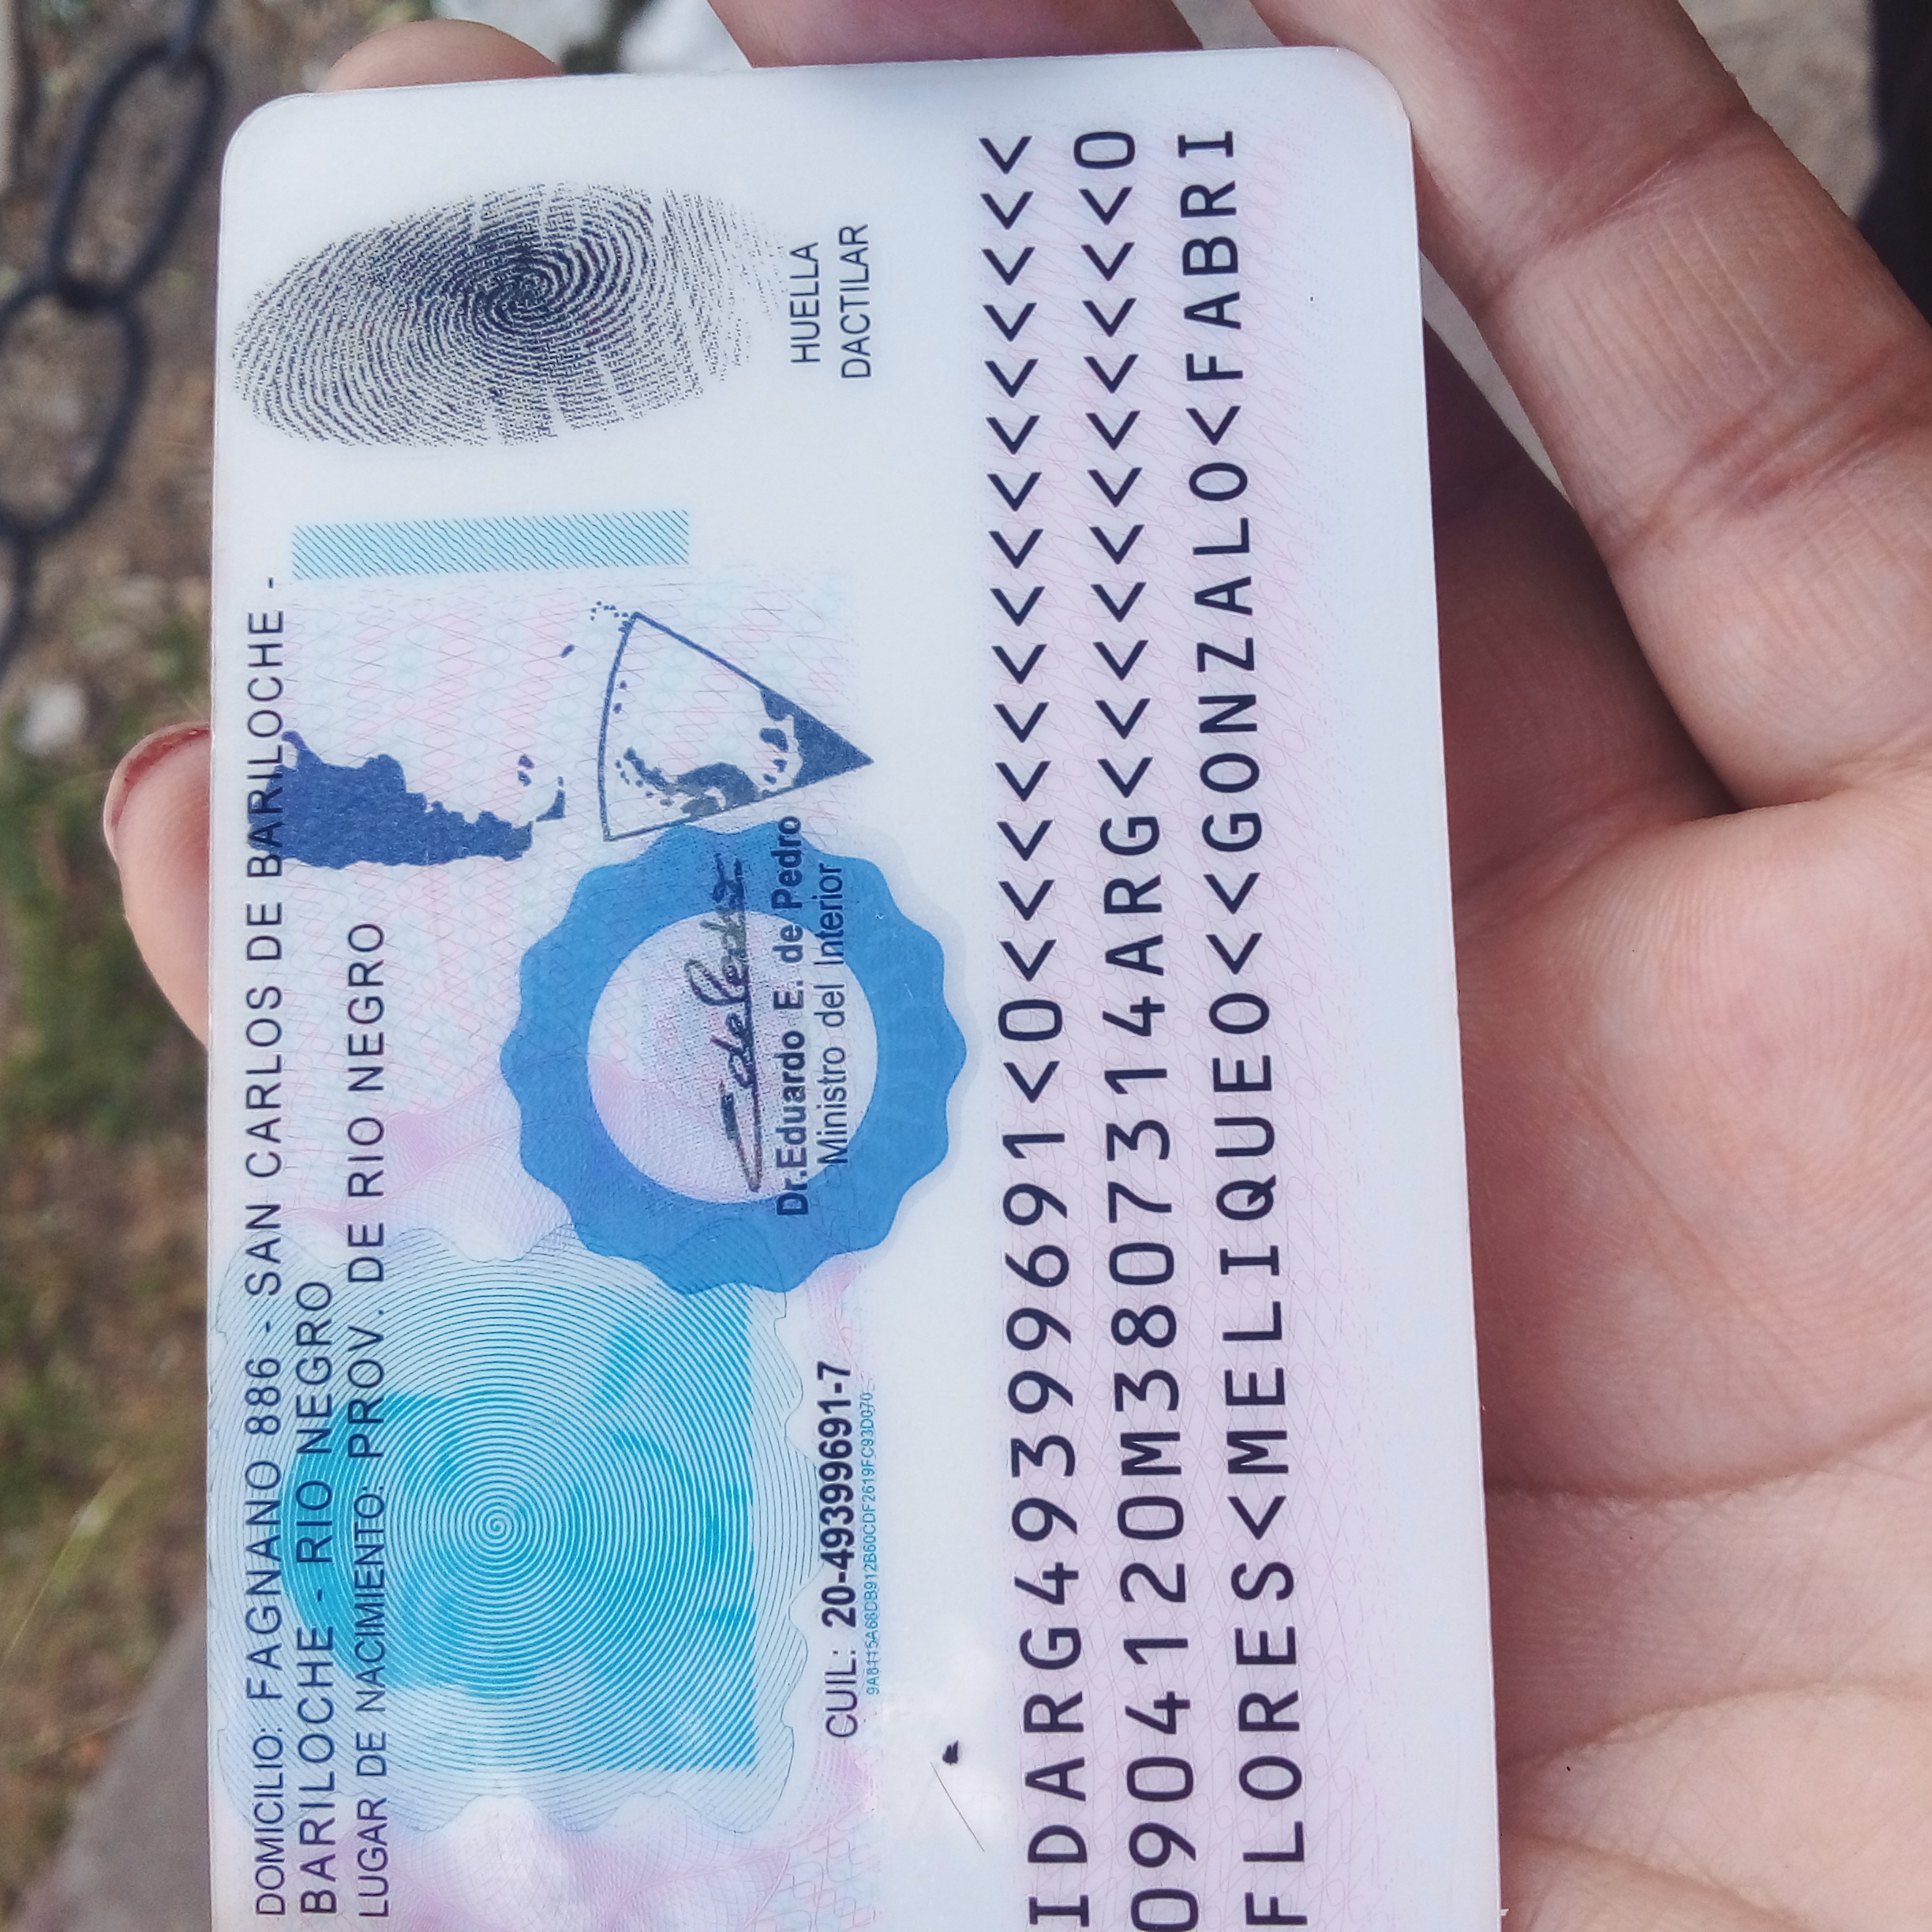 DOMICILIO: FAGNANO 886 - SAN CARLOS DE BARILOCHE -
BARILOCHE - RIO NEGRO
LUGAR DE NACIMIENTO: PROV. DE RIO NEGRO
EdePedro
Dr.Eduardo E. de Pedro
Ministro del Interior
CUIL: 20-49399691-7
9A8115A68DB912B60CDF2619FC93D070
HUELLA
DACTILAR
IDARG49399691<0<<<<<<<<<<<<<<<
0904120M3807314ARG<<<<<<<<<<<0
FLORES<MELIQUEO<<GONZALO<FABRI